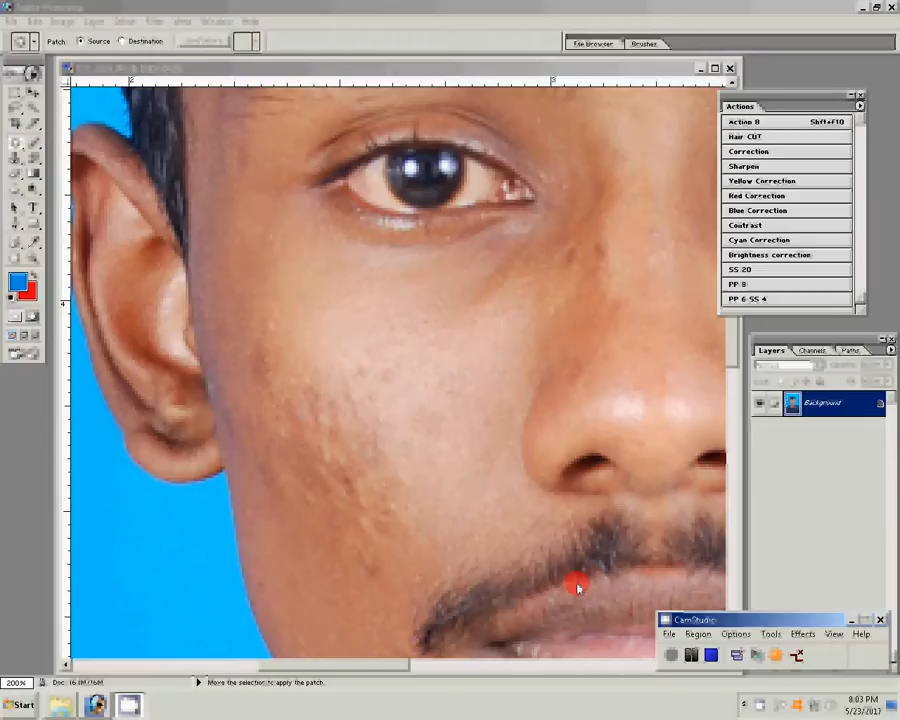 Patch:
Source
Destination
File Browser
Brushes
2
3
4
Actions
Action 8 Shft+F10
Hair CUT
Correction
Sharpen
Yellow Correction
Red Correction
Blue Correction
Contrast
Cyan Correction
Brightness correction
SS 20
PP 8
PP 6 SS 4
Layers
Channels
Paths
Background
CamStudio
File Region Options Tools Effects View Help
200%
Move the selection to apply the patch.
Start
8:03 PM
5/23/2017